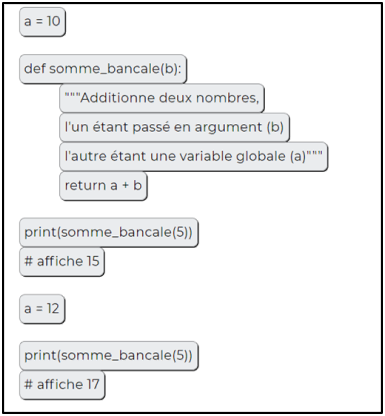 a = 10
def somme_bancale(b):
"""Additionne deux nombres,
l'un étant passé en argument (b)
l'autre étant une variable globale (a)"""
return a + b
print(somme_bancale(5))
# affiche 15
a = 12
print(somme_bancale(5))
# affiche 17